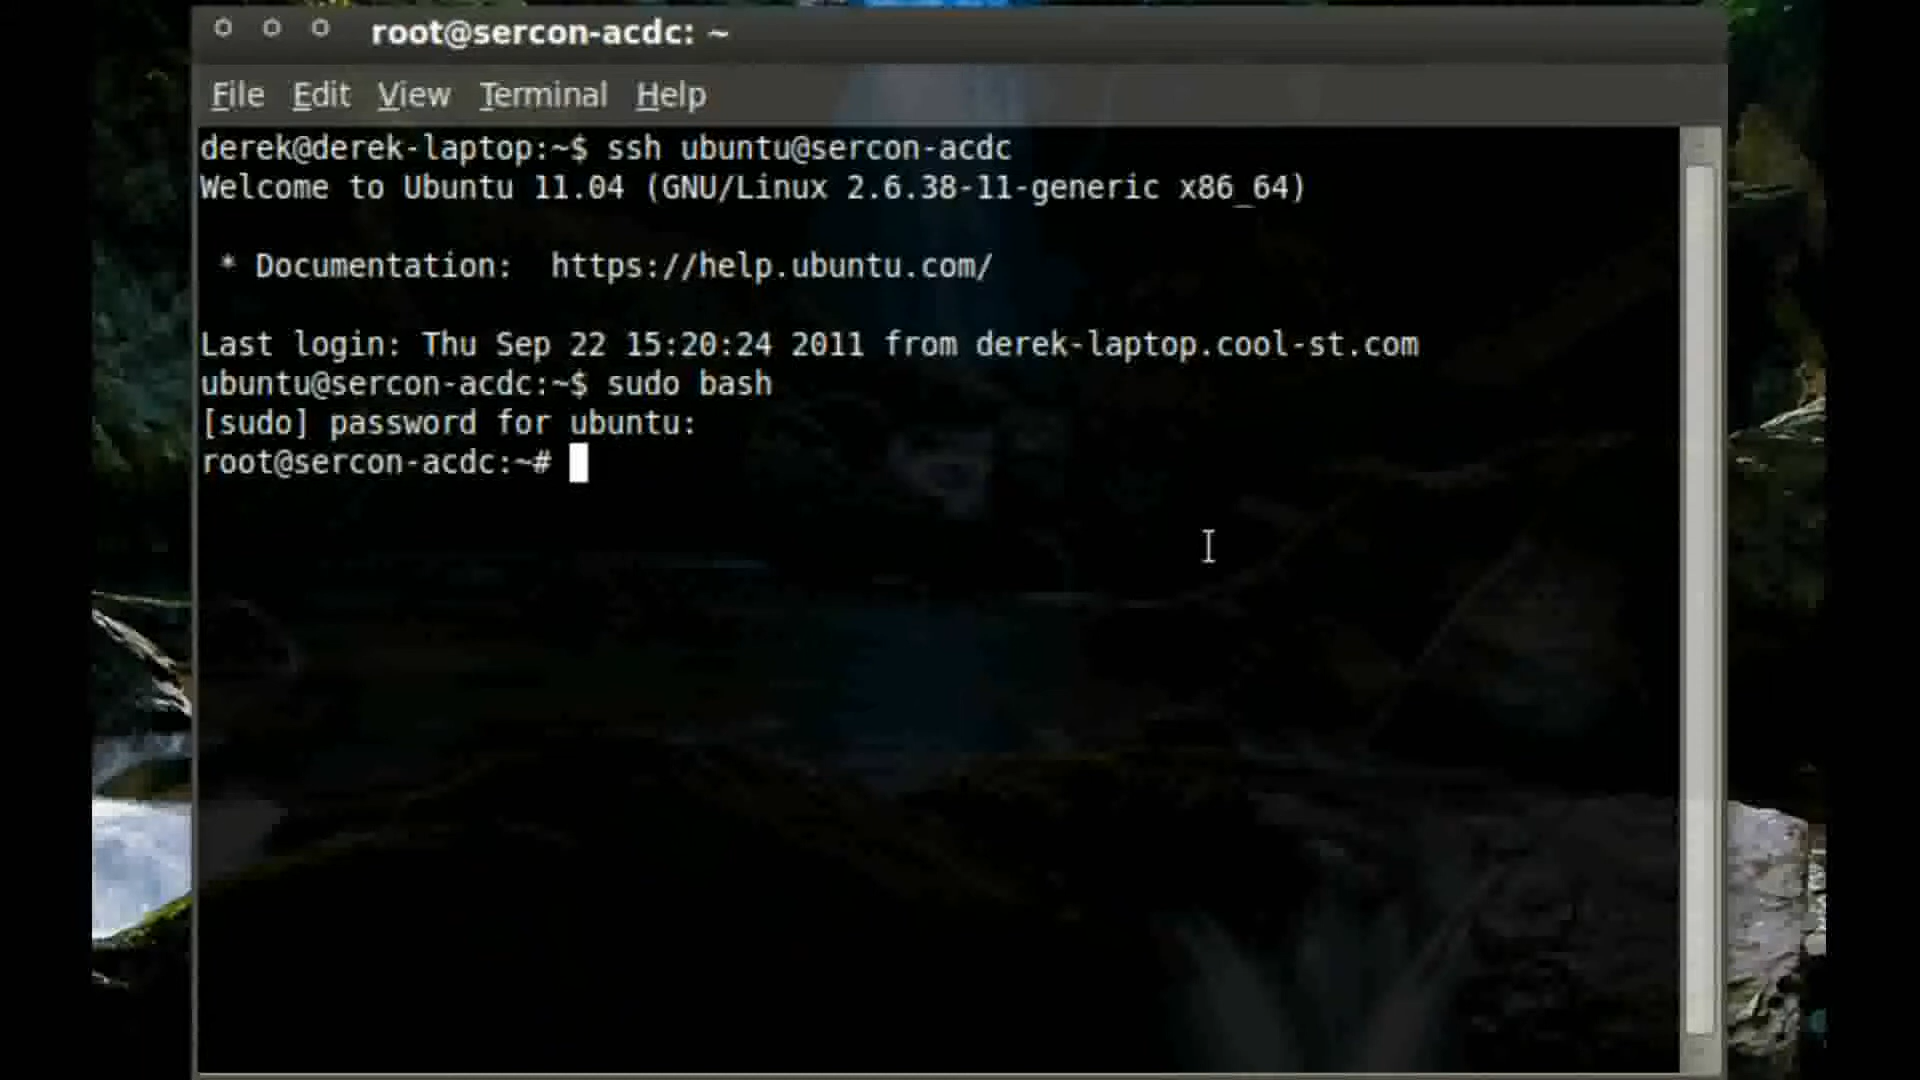 root@sercon-acdc: ~
File Edit View Terminal Help
derek@derek-laptop:~$ ssh ubuntu@sercon-acdc
Welcome to Ubuntu 11.04 (GNU/Linux 2.6.38-11-generic x86_64)
* Documentation:  https://help.ubuntu.com/
Last login: Thu Sep 22 15:20:24 2011 from derek-laptop.cool-st.com
ubuntu@sercon-acdc:~$ sudo bash
[sudo] password for ubuntu:
root@sercon-acdc:~#